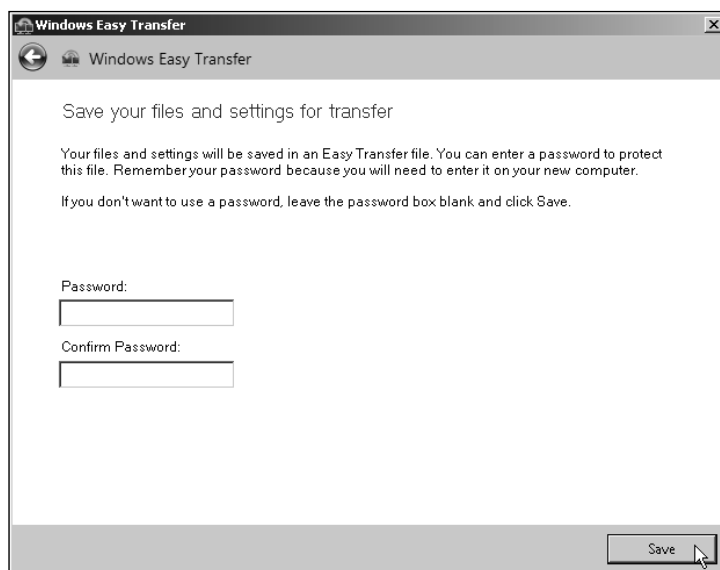 Windows Easy Transfer
Windows Easy Transfer
Save your files and settings for transfer
Your files and settings will be saved in an Easy Transfer file. You can enter a password to protect
this file. Remember your password because you will need to enter it on your new computer.
If you don't want to use a password, leave the password box blank and click Save.
Password:
Confirm Password:
Save